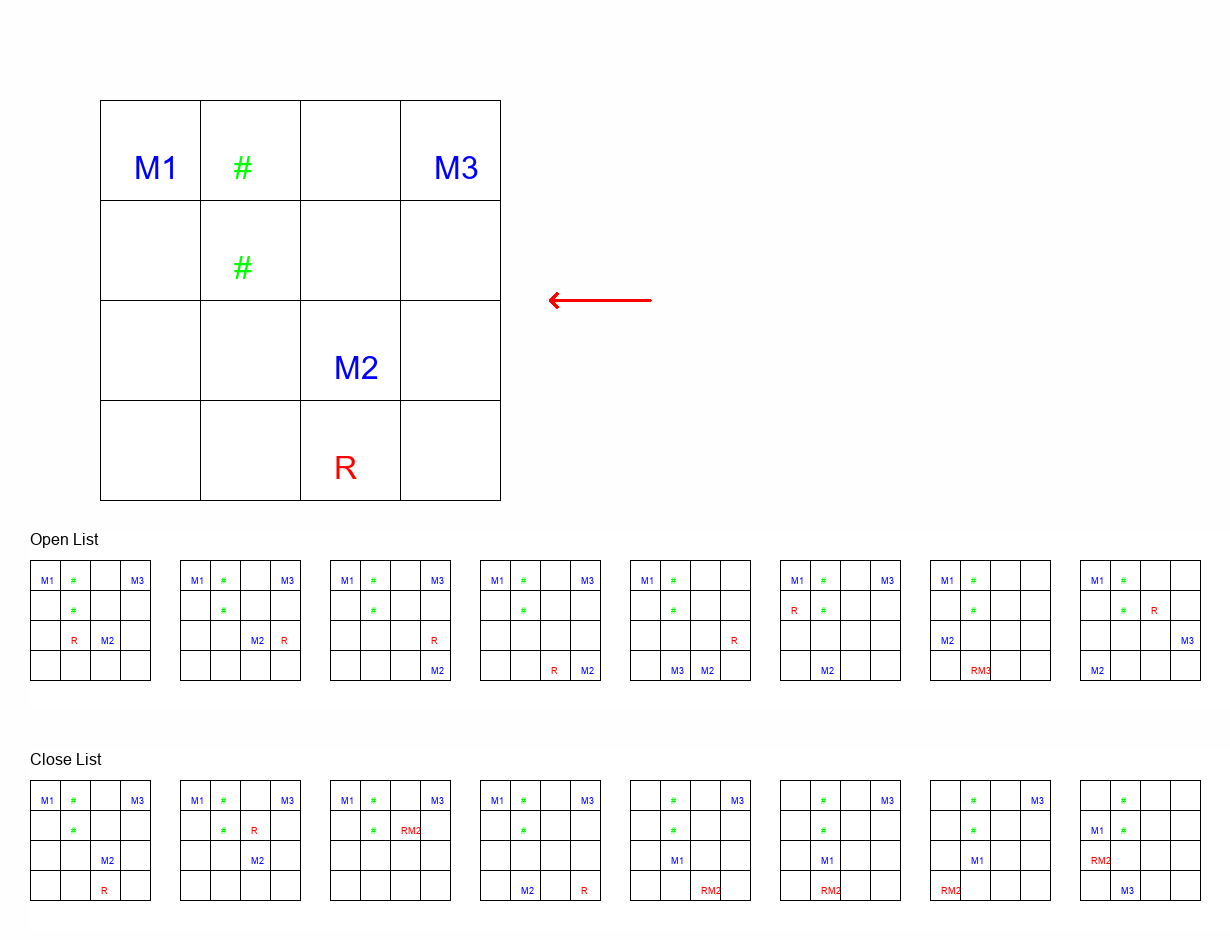 M1 # M3
#
M2
R
Open List
M1 # M3 M1 # M3 M1 # M3 M1 # M3 M1 # M1 # M3 M1 # M1 #
# # # # # R # # # R
R M2 M2 R R R M2 M3
M2 R M2 M3 M2 M2 RM3 M2
Close List
M1 # M3 M1 # M3 M1 # M3 M1 # M3 # M3 # M3 # M3 #
# # R # RM2 # # # # M1 #
M2 M2 M1 M1 M1 RM2
R M2 R RM2 RM2 RM2 M3